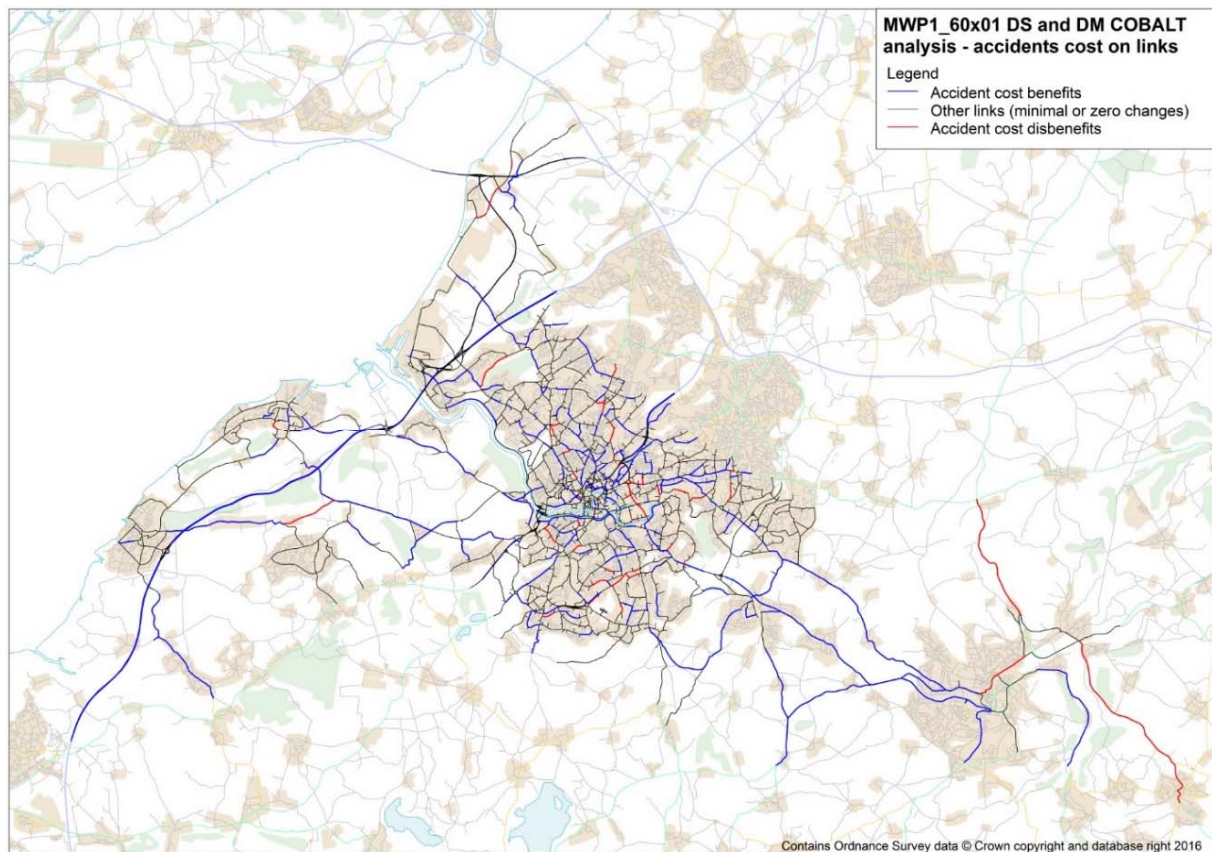 MWP1_60x01 DS and DM COBALT
analysis - accidents cost on links
Legend
Accident cost benefits
Other links (minimal or zero changes)
Accident cost disbenefits
Contains Ordnance Survey data © Crown copyright and database right 2016